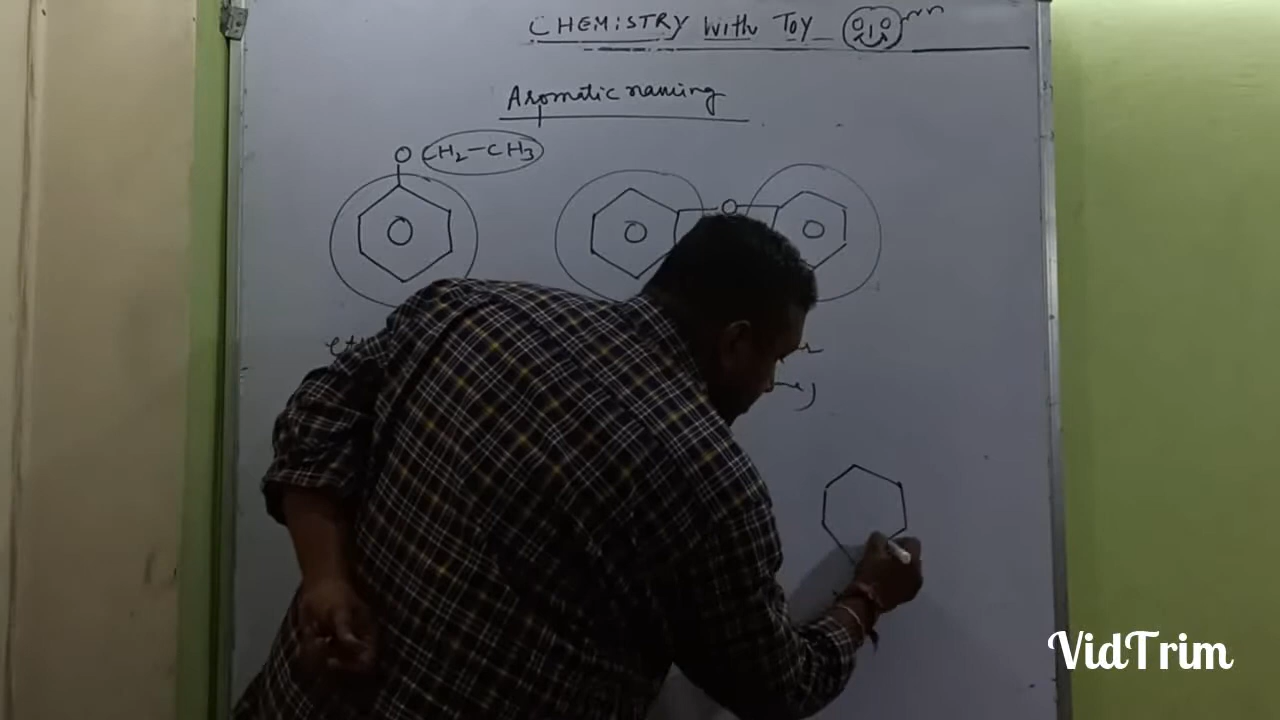 CHEMISTRY With TOY
Aromatic naming
O CH2-CH3
O
VidTrim